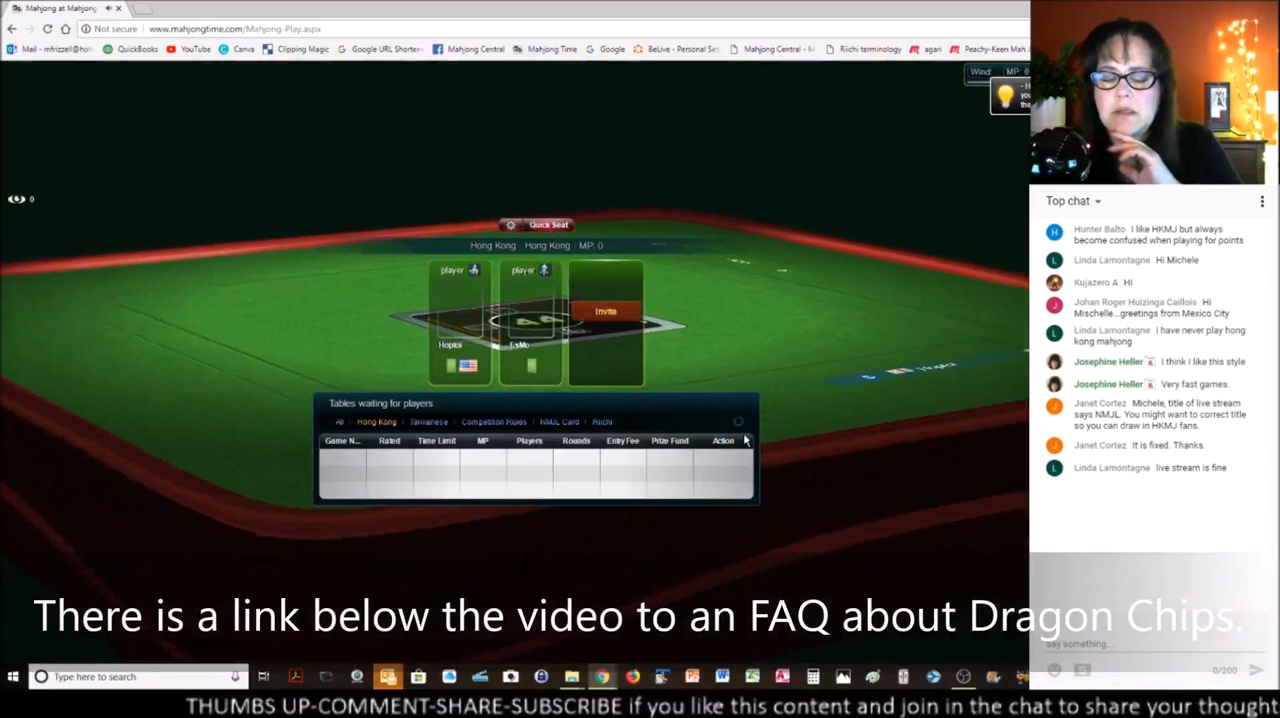 Mahjong at Mahjong
Not secure www.mahjongtime.com/Mahjong-Play.aspx
Mail - mfrizzell@hot QuickBooks YouTube Canva Clipping Magic Google URL Shorten Mahjong Central Mahjong Time Google BeLive - Personal Se Mahjong Central - M Riichi terminology agari Peachy-Keen Mah J
Wind: MP: 0
0
Quick Seat
Hong Kong Hong Kong MP: 0
player player
Invite
Hoptoi EsMo
Tables waiting for players
All Hong Kong Taiwanese Competition Rules NMJL Card Riichi
Game N... Rated Time Limit MP Players Rounds Entry Fee Prize Fund Action
Top chat
Hunter Balto I like HKMJ but always
become confused when playing for points
Linda Lamontagne Hi Michele
Kujazero A HI
Johan Roger Huizinga Caillois Hi
Mischelle...greetings from Mexico City
Linda Lamontagne I have never play hong
kong mahjong
Josephine Heller I think I like this style
Josephine Heller Very fast games.
Janet Cortez Michele, title of live stream
says NMJL. You might want to correct title
so you can draw in HKMJ fans.
Janet Cortez It is fixed. Thanks.
Linda Lamontagne live stream is fine
There is a link below the video to an FAQ about Dragon Chips.
Say something...
0/200
Type here to search
THUMBS UP-COMMENT-SHARE-SUBSCRIBE if you like this content and join in the chat to share your thought